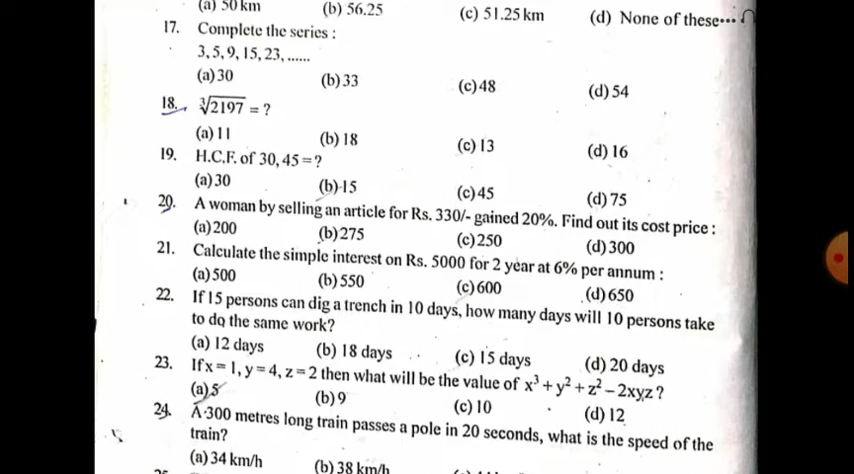 (a) 50 km (b) 56.25 (c) 51.25 km (d) None of these•••
17. Complete the series :
3, 5, 9, 15, 23, ......
(a) 30 (b) 33 (c) 48 (d) 54
18. ∛2197 = ?
(a) 11 (b) 18 (c) 13 (d) 16
19. H.C.F. of 30, 45 = ?
(a) 30 (b) 15 (c) 45 (d) 75
20. A woman by selling an article for Rs. 330/- gained 20%. Find out its cost price :
(a) 200 (b) 275 (c) 250 (d) 300
21. Calculate the simple interest on Rs. 5000 for 2 year at 6% per annum :
(a) 500 (b) 550 (c) 600 (d) 650
22. If 15 persons can dig a trench in 10 days, how many days will 10 persons take
to do the same work?
(a) 12 days (b) 18 days (c) 15 days (d) 20 days
23. If x = 1, y = 4, z = 2 then what will be the value of x³ + y² + z² – 2xyz ?
(a) 5 (b) 9 (c) 10 (d) 12
24. A 300 metres long train passes a pole in 20 seconds, what is the speed of the
train?
(a) 34 km/h (b) 38 km/h